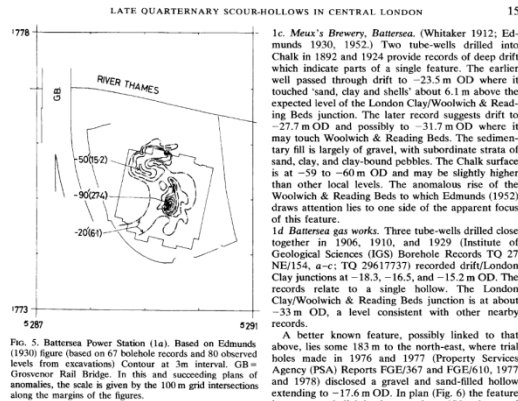 LATE QUARTERNARY SCOUR-HOLLOWS IN CENTRAL LONDON
15
1778
GB.
RIVER THAMES
-50(15·2)
-90(27·4)
-20(6·1)
1773
5287
5291
FIG. 5. Battersea Power Station (1a). Based on Edmunds
(1930) figure (based on 67 bolehole records and 80 observed
levels from excavations) Contour at 3m interval. GB =
Grosvenor Rail Bridge. In this and succeeding plans of
anomalies, the scale is given by the 100 m grid intersections
along the margins of the figures.
1c. Meux's Brewery, Battersea. (Whitaker 1912; Ed-
munds 1930, 1952.) Two tube-wells drilled into
Chalk in 1892 and 1924 provide records of deep drift
which indicate parts of a single feature. The earlier
well passed through drift to -23.5 m OD where it
touched 'sand, clay and shells' about 6.1 m above the
expected level of the London Clay/Woolwich & Read-
ing Beds junction. The later record suggests drift to
-27.7 m OD and possibly to -31.7 m OD where it
may touch Woolwich & Reading Beds. The sedimen-
tary fill is largely of gravel, with subordinate strata of
sand, clay, and clay-bound pebbles. The Chalk surface
is at -59 to -60 m OD and may be slightly higher
than other local levels. The anomalous rise of the
Woolwich & Reading Beds to which Edmunds (1952)
draws attention lies to one side of the apparent focus
of this feature.
1d Battersea gas works. Three tube-wells drilled close
together in 1906, 1910, and 1929 (Institute of
Geological Sciences (IGS) Borehole Records TQ 27
NE/154, a-c; TQ 29617737) recorded drift/London
Clay junctions at -18.3, -16.5, and -15.2 m OD. The
records relate to a single hollow. The London
Clay/Woolwich & Reading Beds junction is at about
-33 m OD, a level consistent with other nearby
records.
A better known feature, possibly linked to that
above, lies some 183 m to the north-east, where trial
holes made in 1976 and 1977 (Property Services
Agency (PSA) Reports FGE/367 and FGE/610, 1977
and 1978) disclosed a gravel and sand-filled hollow
extending to -17.6 m OD. In plan (Fig. 6) the feature